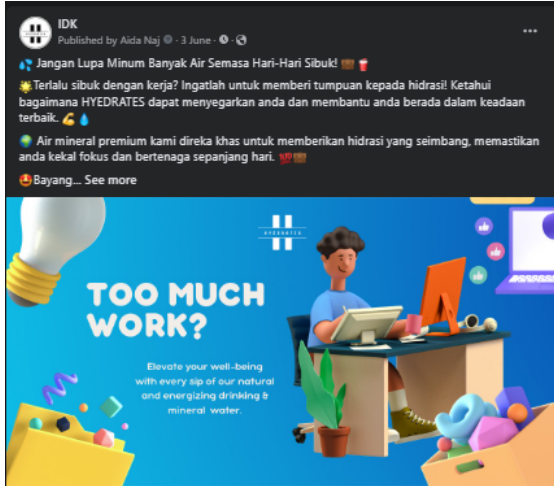 IDK
Published by Aida Naj · 3 June ·
💦 Jangan Lupa Minum Banyak Air Semasa Hari-Hari Sibuk! 💼🥤
🌟Terlalu sibuk dengan kerja? Ingatlah untuk memberi tumpuan kepada hidrasi! Ketahui
bagaimana HYEDRATES dapat menyegarkan anda dan membantu anda berada dalam keadaan
terbaik. 💪💧
🌍 Air mineral premium kami direka khas untuk memberikan hidrasi yang seimbang, memastikan
anda kekal fokus dan bertenaga sepanjang hari. 💯💼
🤩Bayang... See more
HYEDRATES
TOO MUCH
WORK?
Elevate your well-being
with every sip of our natural
and energizing drinking &
mineral water.